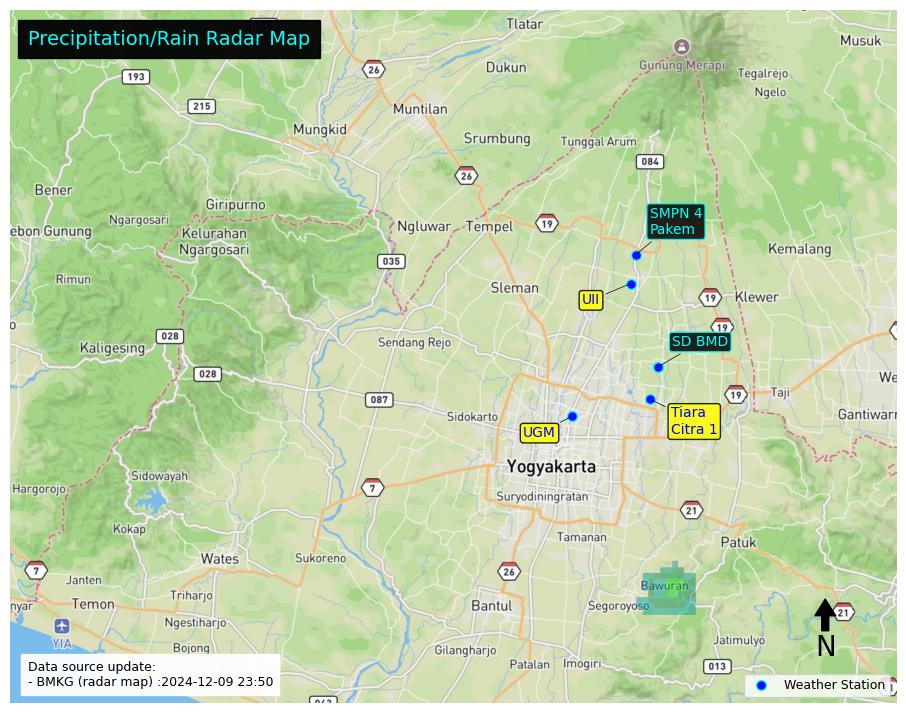 Precipitation/Rain Radar Map
Tlatar
Musuk
26
Gunung Merapi
Dukun
193
Tegalrejo
Ngelo
215
Muntilan
Mungkid
Srumbung
Tunggal Arum
084
26
Bener
Giripurno
SMPN 4
Pakem
Ngargosari
Ngluwar
Tempel
19
ebon Gunung
Kelurahan
Ngargosari
Kemalang
035
Rimun
Sleman
UII
19
Klewer
19
028
SD BMD
Kaligesing
Sendang Rejo
028
We
087
19
Taji
Sidokarto
Tiara
Citra 1
Gantiwarn
UGM
Yogyakarta
Sidowayah
Hargorojo
7
Suryodiningratan
21
Kokap
Tamanan
Patuk
Wates
Sukoreno
7
26
Janten
Bawuran
Triharjo
nyar
Temon
Bantul
Segoroyoso
21
YIA
Ngestiharjo
N
Bojong
Gilangharjo
Jatimulyo
Patalan
Imogiri
013
Data source update:
- BMKG (radar map) :2024-12-09 23:50
Weather Station